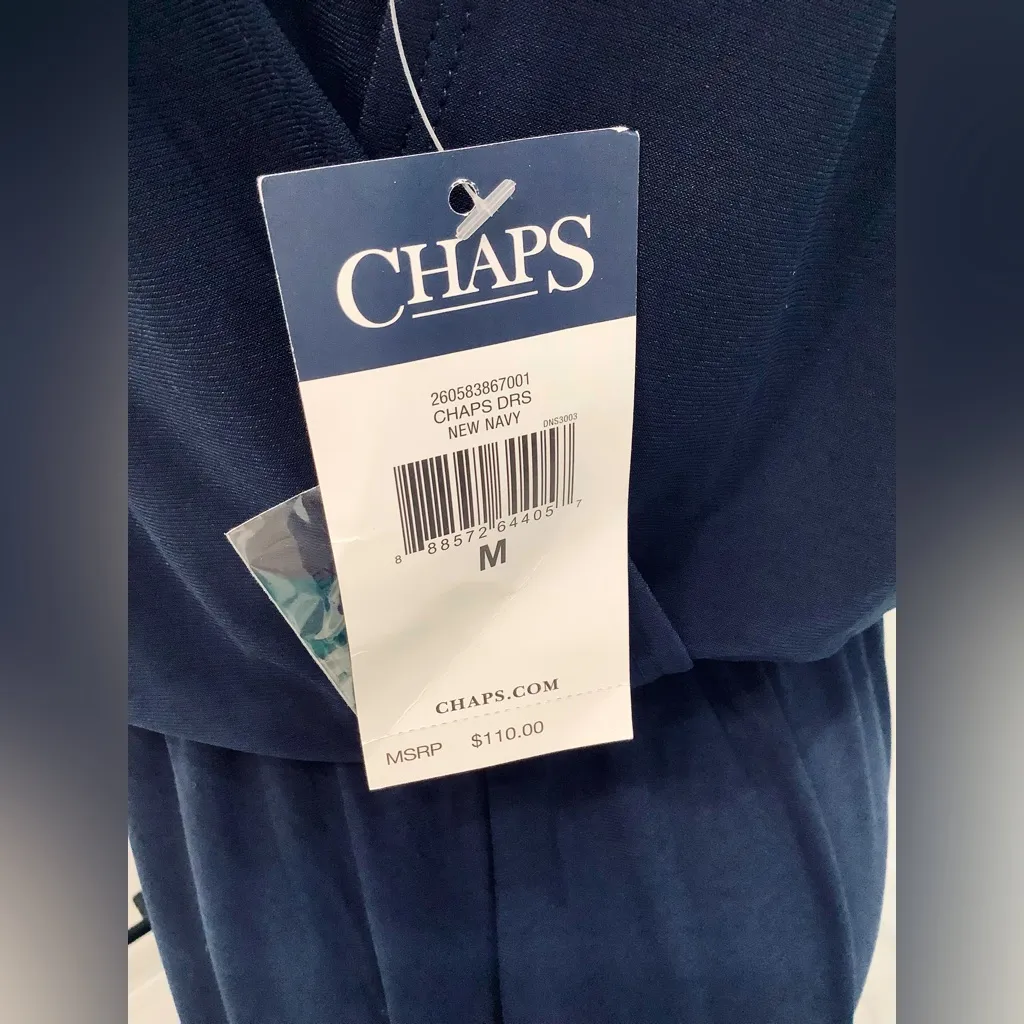 CHAPS
260583867001
CHAPS DRS
NEW NAVY
DNS3003
8 88572 64405 7
M
CHAPS.COM
MSRP $110.00